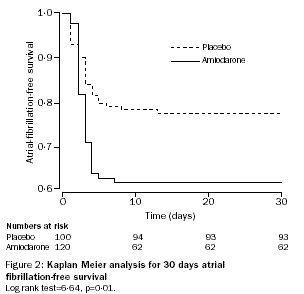 1·0
0·9
0·8
0·7
0·6
Atrial-fibrillation-free survival
Placebo
Amiodarone
0 10 20 30
Time (days)
Numbers at risk
Placebo 100 94 93 93
Amiodarone 120 62 62 62
Figure 2: Kaplan Meier analysis for 30 days atrial
fibrillation-free survival
Log rank test=6·64, p=0·01.